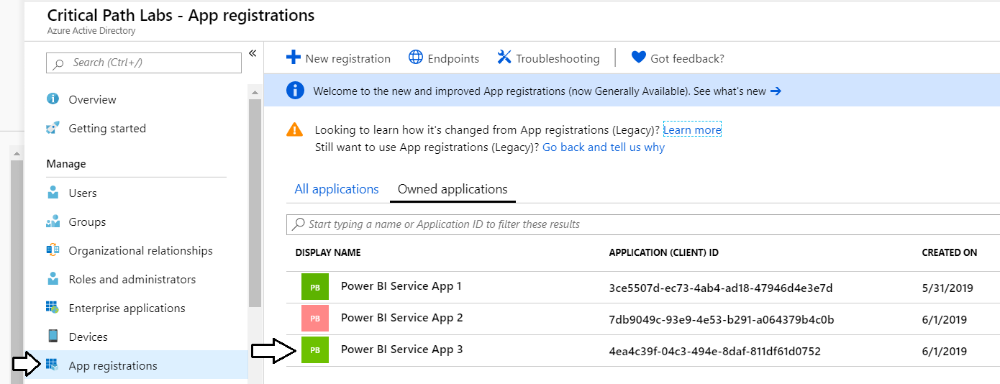 Critical Path Labs - App registrations
Azure Active Directory
Search (Ctrl+/)
«
New registration
Endpoints
Troubleshooting
Got feedback?
Welcome to the new and improved App registrations (now Generally Available). See what's new →
Overview
Getting started
Looking to learn how it's changed from App registrations (Legacy)? Learn more
Still want to use App registrations (Legacy)? Go back and tell us why
Manage
Users
Groups
Organizational relationships
Roles and administrators
Enterprise applications
Devices
App registrations
All applications
Owned applications
Start typing a name or Application ID to filter these results
DISPLAY NAME APPLICATION (CLIENT) ID CREATED ON
PB Power BI Service App 1 3ce5507d-ec73-4ab4-ad18-47946d4e3e7d 5/31/2019
PB Power BI Service App 2 7db9049c-93e9-4e53-b291-a064379b4c0b 6/1/2019
PB Power BI Service App 3 4ea4c39f-04c3-494e-8daf-811df61d0752 6/1/2019